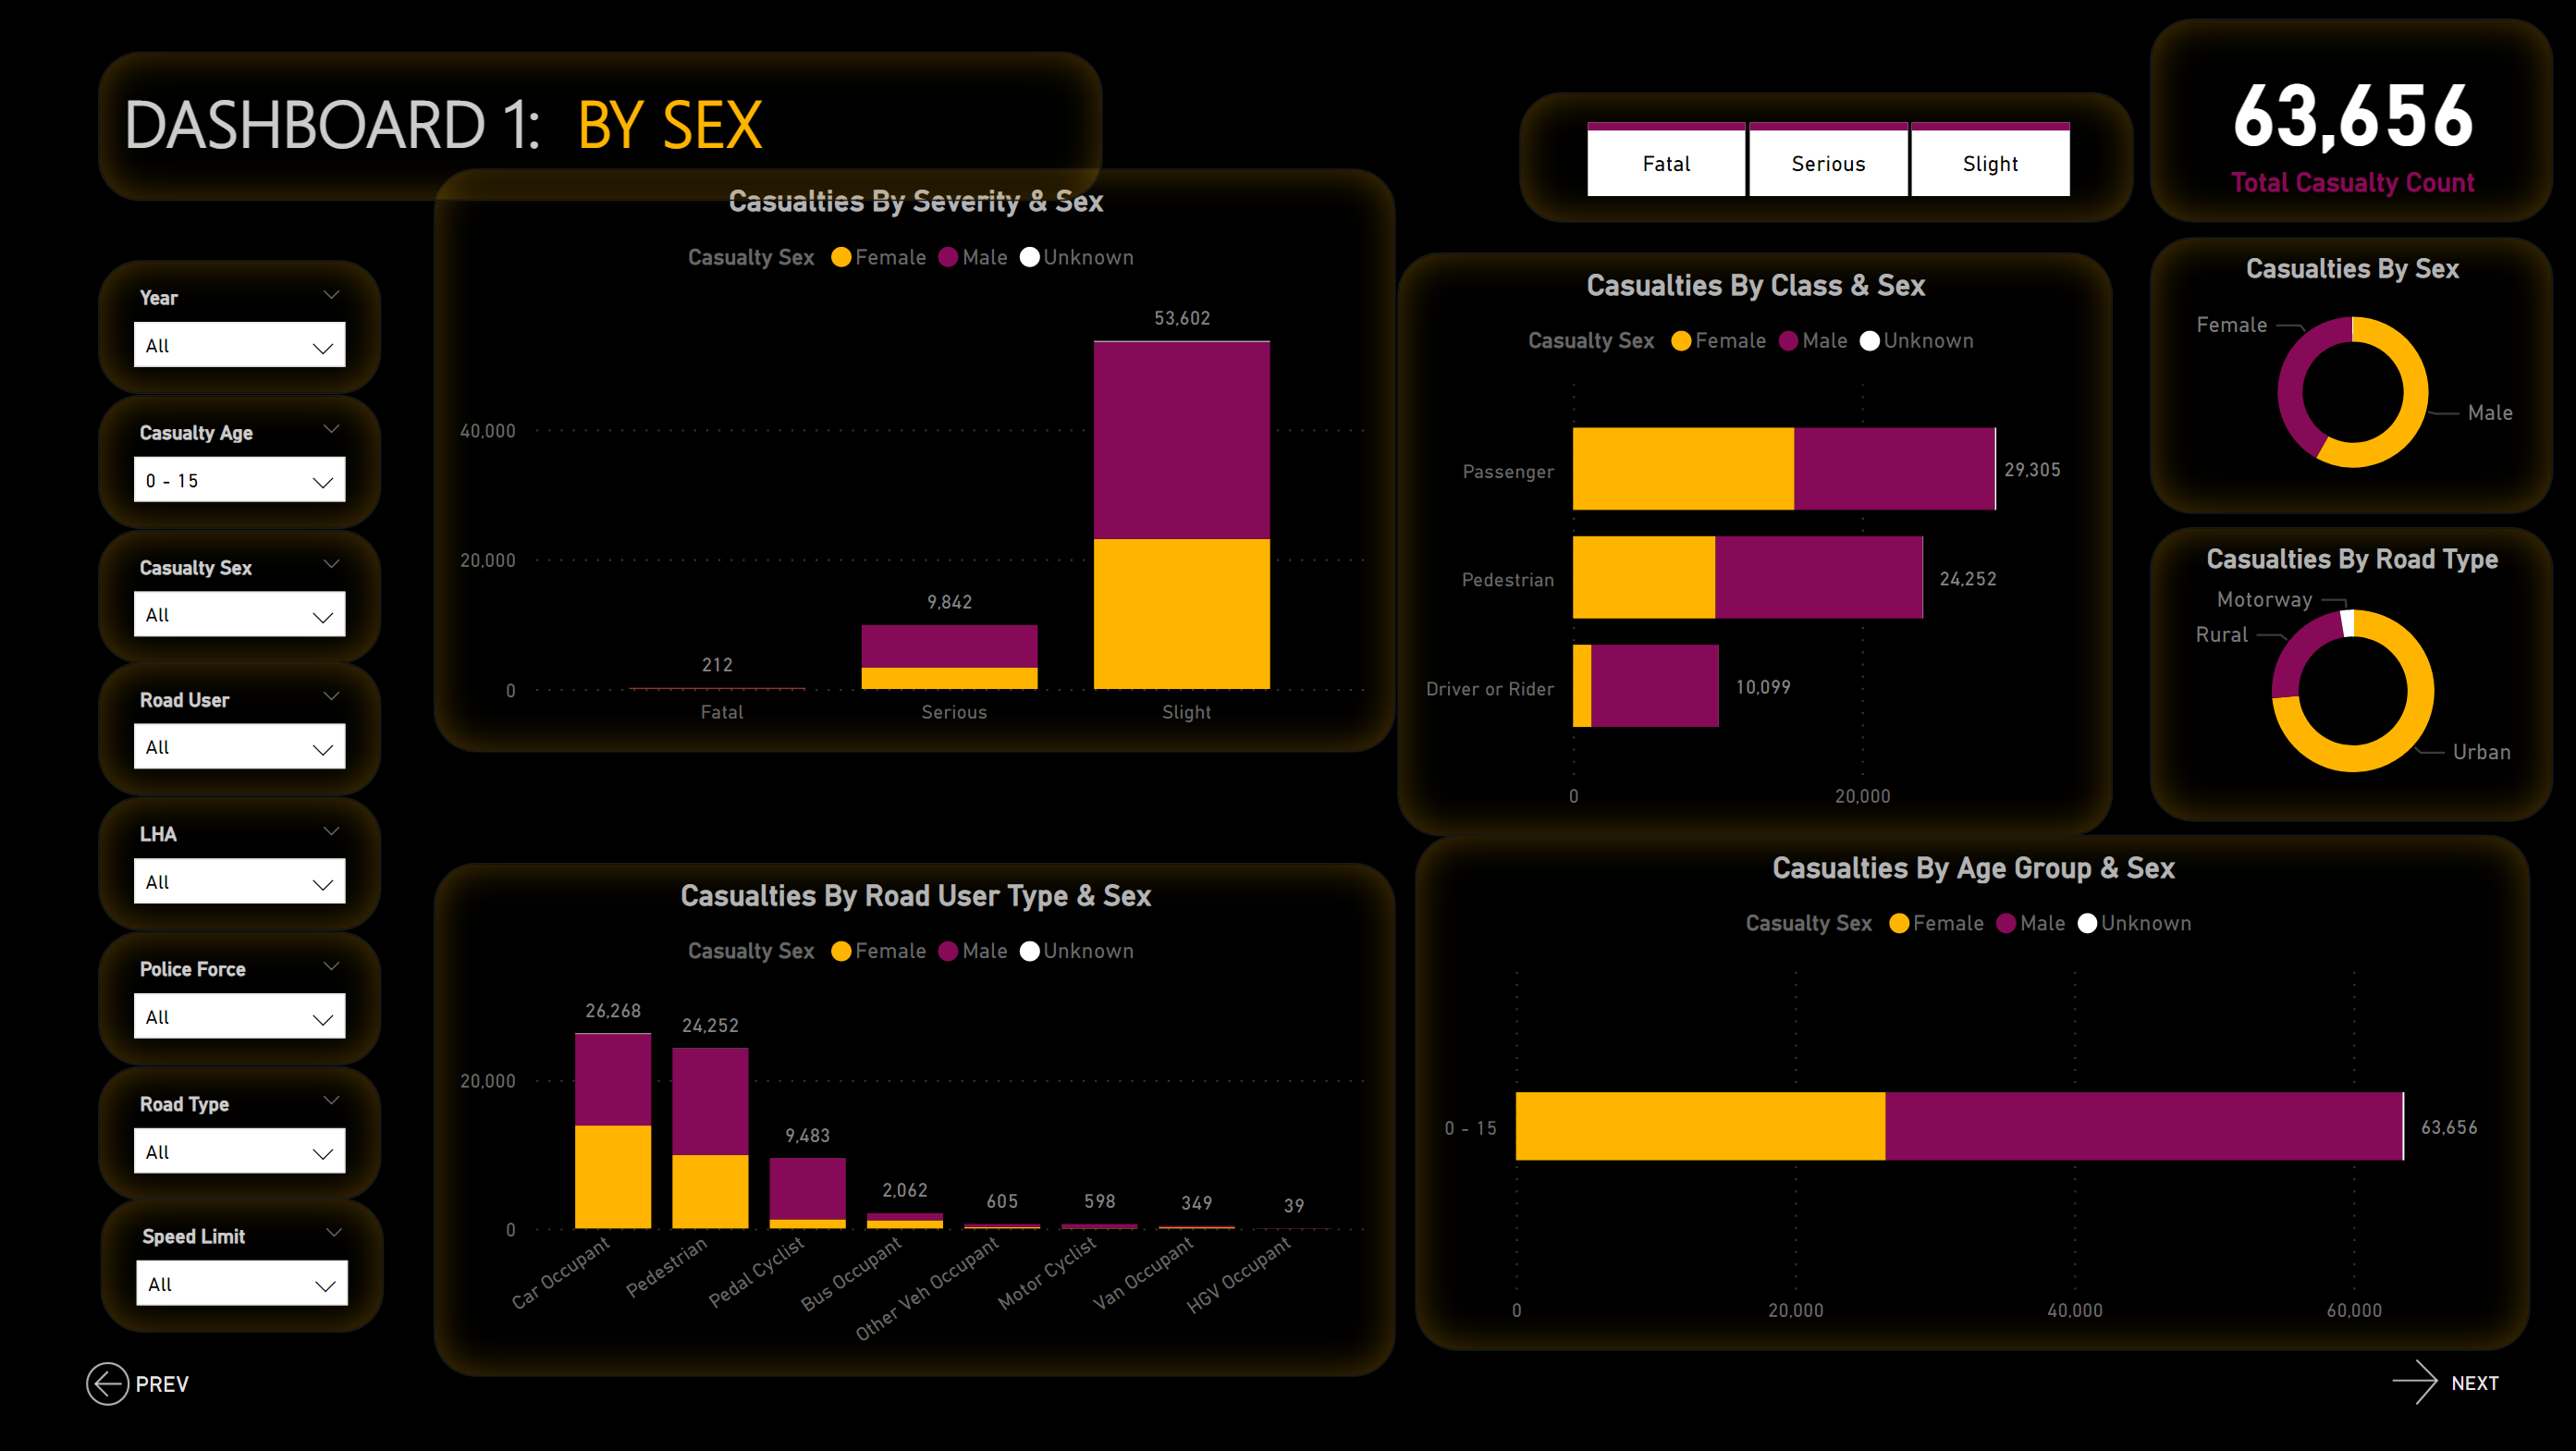 DASHBOARD 1: BY SEX
Fatal
Serious
Slight
63,656
Total Casualty Count
Year
All
Casualty Age
0 - 15
Casualty Sex
All
Road User
All
LHA
All
Police Force
All
Road Type
All
Speed Limit
All
Casualties By Severity & Sex
Casualty Sex Female Male Unknown
53,602
40,000
20,000
9,842
212
0
Fatal Serious Slight
Casualties By Class & Sex
Casualty Sex Female Male Unknown
Passenger 29,305
Pedestrian 24,252
Driver or Rider 10,099
0 20,000
Casualties By Sex
Female
Male
Casualties By Road Type
Motorway
Rural
Urban
Casualties By Road User Type & Sex
Casualty Sex Female Male Unknown
26,268
24,252
20,000
9,483
2,062
605
598
349
39
0
Car Occupant
Pedestrian
Pedal Cyclist
Bus Occupant
Other Veh Occupant
Motor Cyclist
Van Occupant
HGV Occupant
Casualties By Age Group & Sex
Casualty Sex Female Male Unknown
0 - 15 63,656
0 20,000 40,000 60,000
PREV
NEXT